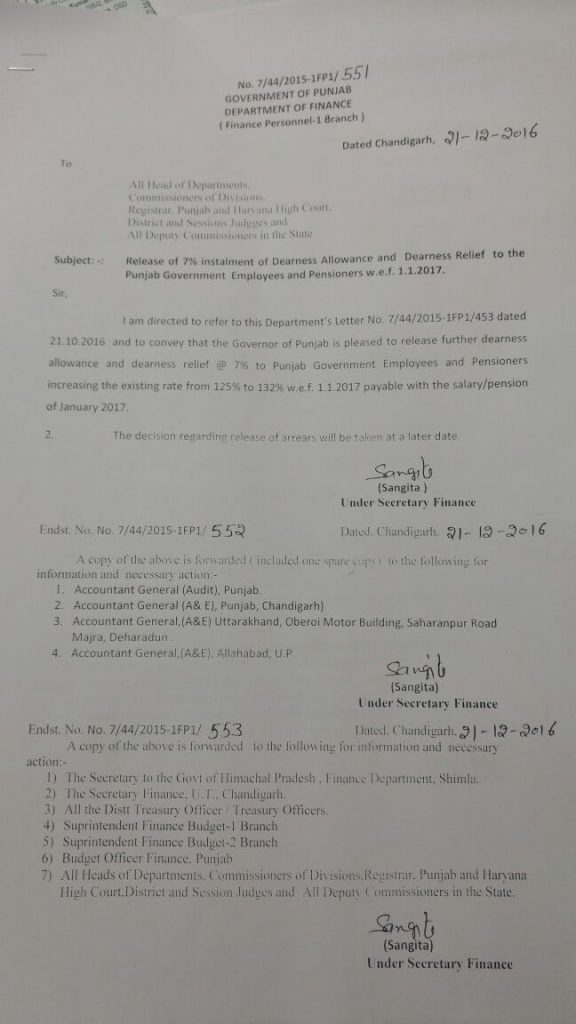 No. 7/44/2015-1FP1/ 551
GOVERNMENT OF PUNJAB
DEPARTMENT OF FINANCE
( Finance Personnel-1 Branch )
Dated Chandigarh, 21-12-2016
To
All Head of Departments,
Commissioners of Divisions,
Registrar, Punjab and Haryana High Court,
District and Sessions Judgges and
All Deputy Commissioners in the State.
Subject: -: Release of 7% instalment of Dearness Allowance and Dearness Relief to the
Punjab Government Employees and Pensioners w.e.f. 1.1.2017.
Sir,
I am directed to refer to this Department's Letter No. 7/44/2015-1FP1/453 dated
21.10.2016 and to convey that the Governor of Punjab is pleased to release further dearness
allowance and dearness relief @ 7% to Punjab Government Employees and Pensioners
increasing the existing rate from 125% to 132% w.e.f. 1.1.2017 payable with the salary/pension
of January 2017.
2. The decision regarding release of arrears will be taken at a later date.
Sangita
(Sangita )
Under Secretary Finance
Endst. No. No. 7/44/2015-1FP1/ 552 Dated. Chandigarh. 21-12-2016
A copy of the above is forwarded ( included one spare copy ) to the following for
information and necessary action:-
1. Accountant General (Audit), Punjab.
2. Accountant General (A& E), Punjab, Chandigarh)
3. Accountant General,(A&E) Uttarakhand, Oberoi Motor Building, Saharanpur Road
Majra, Deharadun .
4. Accountant General,(A&E), Allahabad, U.P.
Sangita
(Sangita)
Under Secretary Finance
Endst. No. No. 7/44/2015-1FP1/ 553 Dated. Chandigarh. 21-12-2016
A copy of the above is forwarded to the following for information and necessary
action:-
1) The Secretary to the Govt of Himachal Pradesh , Finance Department, Shimla.
2) The Secretary Finance, U.T., Chandigarh.
3) All the Distt Treasury Officer / Treasury Officers.
4) Suprintendent Finance Budget-1 Branch
5) Suprintendent Finance Budget-2 Branch
6) Budget Officer Finance, Punjab
7) All Heads of Departments, Commissioners of Divisions,Registrar, Punjab and Haryana
High Court,District and Session Judges and All Deputy Commissioners in the State.
Sangita
(Sangita)
Under Secretary Finance